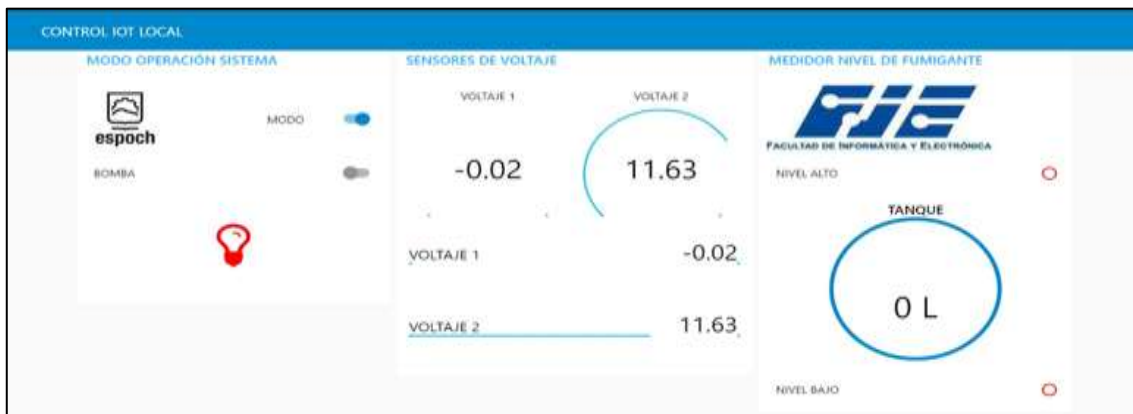 CONTROL IOT LOCAL
MODO OPERACIÓN SISTEMA
espoch
MODO
BOMBA
SENSORES DE VOLTAJE
VOLTAJE 1
VOLTAJE 2
-0.02
11.63
VOLTAJE 1
-0.02
VOLTAJE 2
11.63
MEDIDOR NIVEL DE FUMIGANTE
FIE
FACULTAD DE INFORMÁTICA Y ELECTRÓNICA
NIVEL ALTO
TANQUE
0 L
NIVEL BAJO